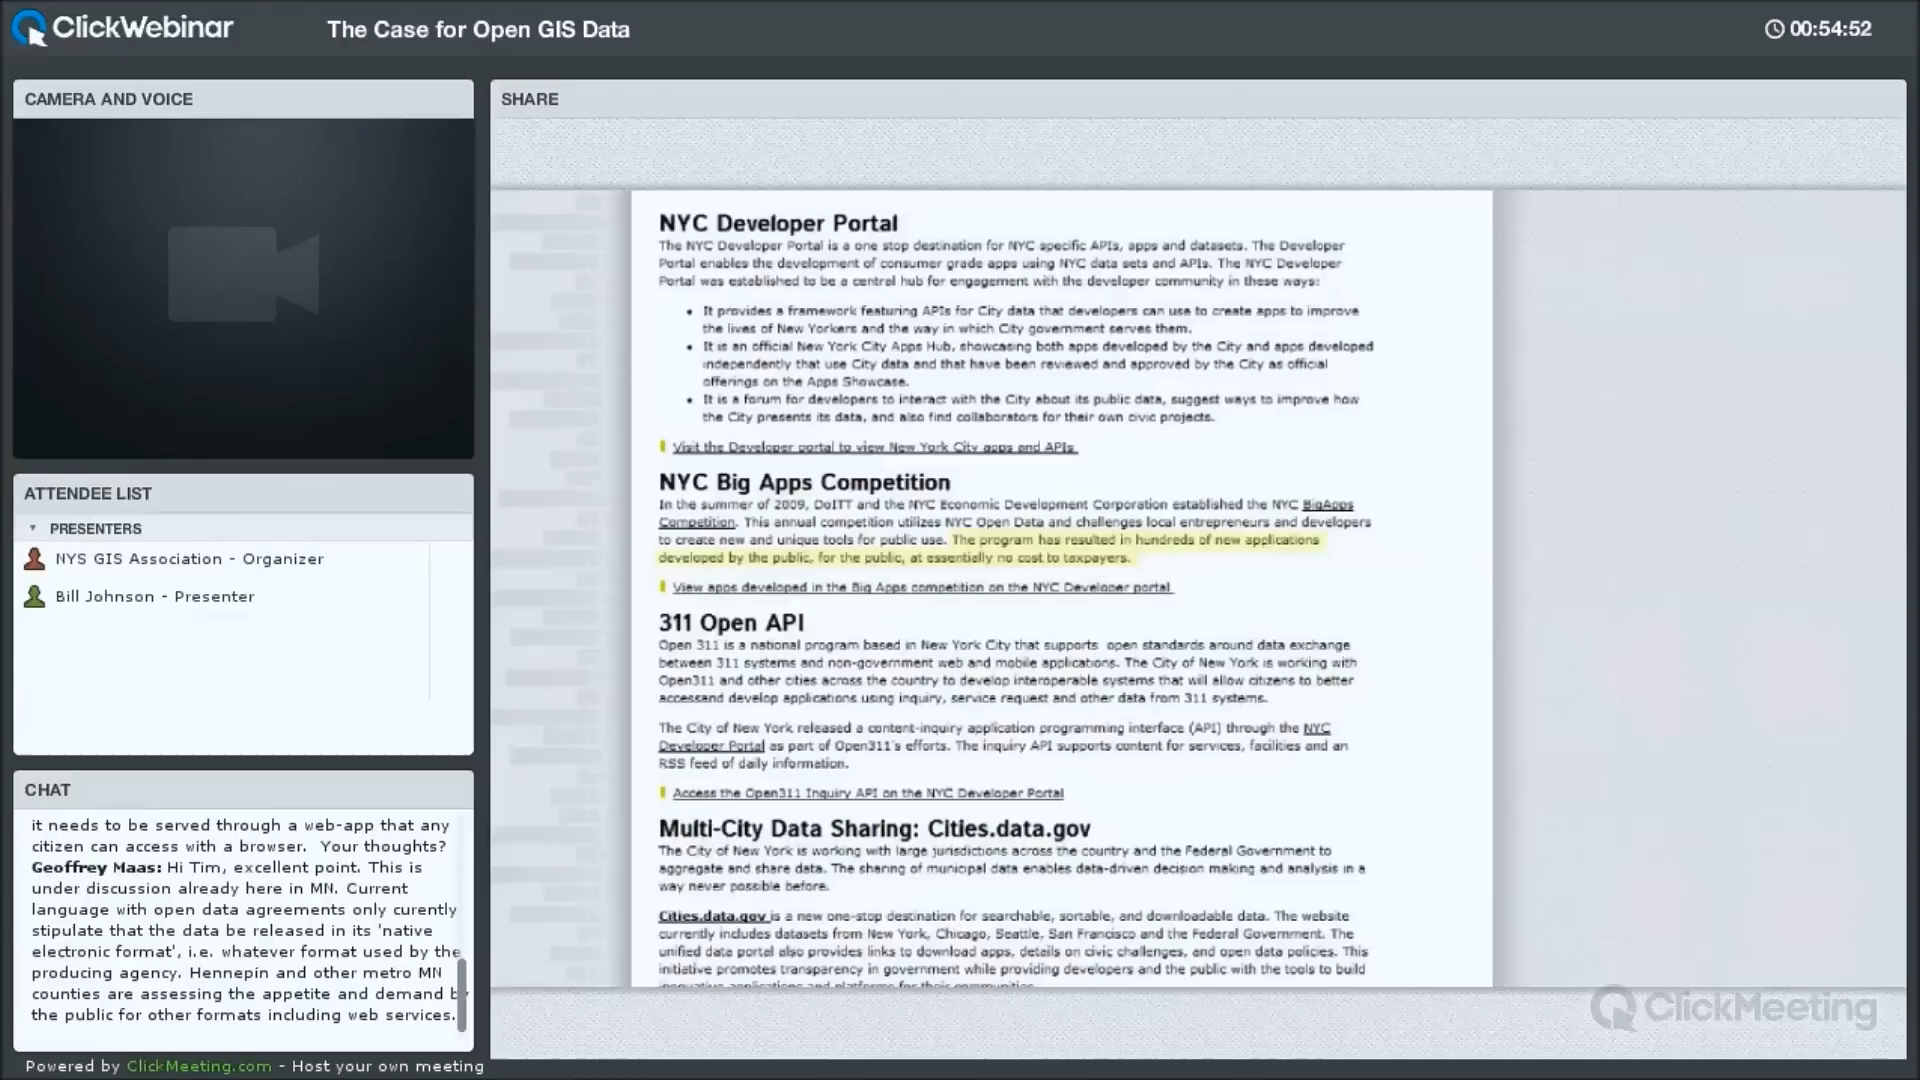 ClickWebinar
The Case for Open GIS Data
00:54:52
CAMERA AND VOICE
ATTENDEE LIST
PRESENTERS
NYS GIS Association - Organizer
Bill Johnson - Presenter
CHAT
it needs to be served through a web-app that any
citizen can access with a browser.  Your thoughts?
Geoffrey Maas: Hi Tim, excellent point. This is
under discussion already here in MN. Current
language with open data agreements only curently
stipulate that the data be released in its 'native
electronic format', i.e. whatever format used by the
producing agency. Hennepin and other metro MN
counties are assessing the appetite and demand by
the public for other formats including web services.
Powered by ClickMeeting.com - Host your own meeting
SHARE
NYC Developer Portal
The NYC Developer Portal is a one stop destination for NYC specific APIs, apps and datasets. The Developer
Portal enables the development of consumer grade apps using NYC data sets and APIs. The NYC Developer
Portal was established to be a central hub for engagement with the developer community in these ways:
• It provides a framework featuring APIs for City data that developers can use to create apps to improve
the lives of New Yorkers and the way in which City government serves them.
• It is an official New York City Apps Hub, showcasing both apps developed by the City and apps developed
independently that use City data and that have been reviewed and approved by the City as official
offerings on the Apps Showcase.
• It is a forum for developers to interact with the City about its public data, suggest ways to improve how
the City presents its data, and also find collaborators for their own civic projects.
Visit the Developer portal to view New York City apps and APIs.
NYC Big Apps Competition
In the summer of 2009, DoITT and the NYC Economic Development Corporation established the NYC BigApps
Competition. This annual competition utilizes NYC Open Data and challenges local entrepreneurs and developers
to create new and unique tools for public use. The program has resulted in hundreds of new applications
developed by the public, for the public, at essentially no cost to taxpayers.
View apps developed in the Big Apps competition on the NYC Developer portal
311 Open API
Open 311 is a national program based in New York City that supports  open standards around data exchange
between 311 systems and non-government web and mobile applications. The City of New York is working with
Open311 and other cities across the country to develop interoperable systems that will allow citizens to better
accessand develop applications using inquiry, service request and other data from 311 systems.
The City of New York released a content-inquiry application programming interface (API) through the NYC
Developer Portal as part of Open311's efforts. The inquiry API supports content for services, facilities and an
RSS feed of daily information.
Access the Open311 Inquiry API on the NYC Developer Portal
Multi-City Data Sharing: Cities.data.gov
The City of New York is working with large jurisdictions across the country and the Federal Government to
aggregate and share data. The sharing of municipal data enables data-driven decision making and analysis in a
way never possible before.
Cities.data.gov is a new one-stop destination for searchable, sortable, and downloadable data. The website
currently includes datasets from New York, Chicago, Seattle, San Francisco and the Federal Government. The
unified data portal also provides links to download apps, details on civic challenges, and open data policies. This
initiative promotes transparency in government while providing developers and the public with the tools to build
innovative applications and platforms for their communities.
ClickMeeting